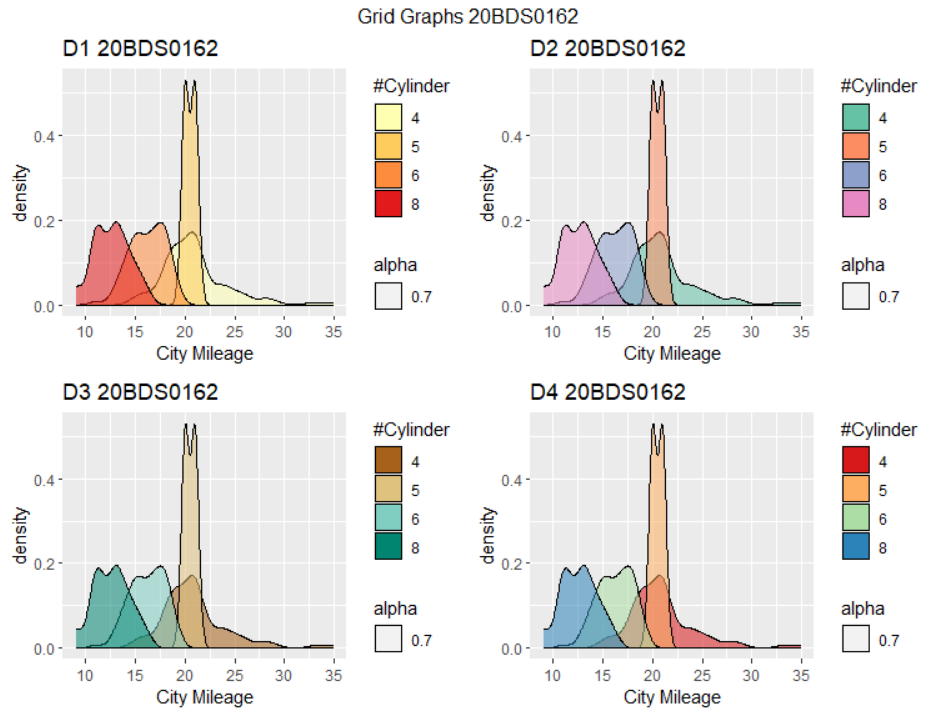 Grid Graphs 20BDS0162
D1 20BDS0162
#Cylinder
4
5
6
8
alpha
0.7
density
0.4
0.2
0.0
10 15 20 25 30 35
City Mileage
D2 20BDS0162
#Cylinder
4
5
6
8
alpha
0.7
density
0.4
0.2
0.0
10 15 20 25 30 35
City Mileage
D3 20BDS0162
#Cylinder
4
5
6
8
alpha
0.7
density
0.4
0.2
0.0
10 15 20 25 30 35
City Mileage
D4 20BDS0162
#Cylinder
4
5
6
8
alpha
0.7
density
0.4
0.2
0.0
10 15 20 25 30 35
City Mileage